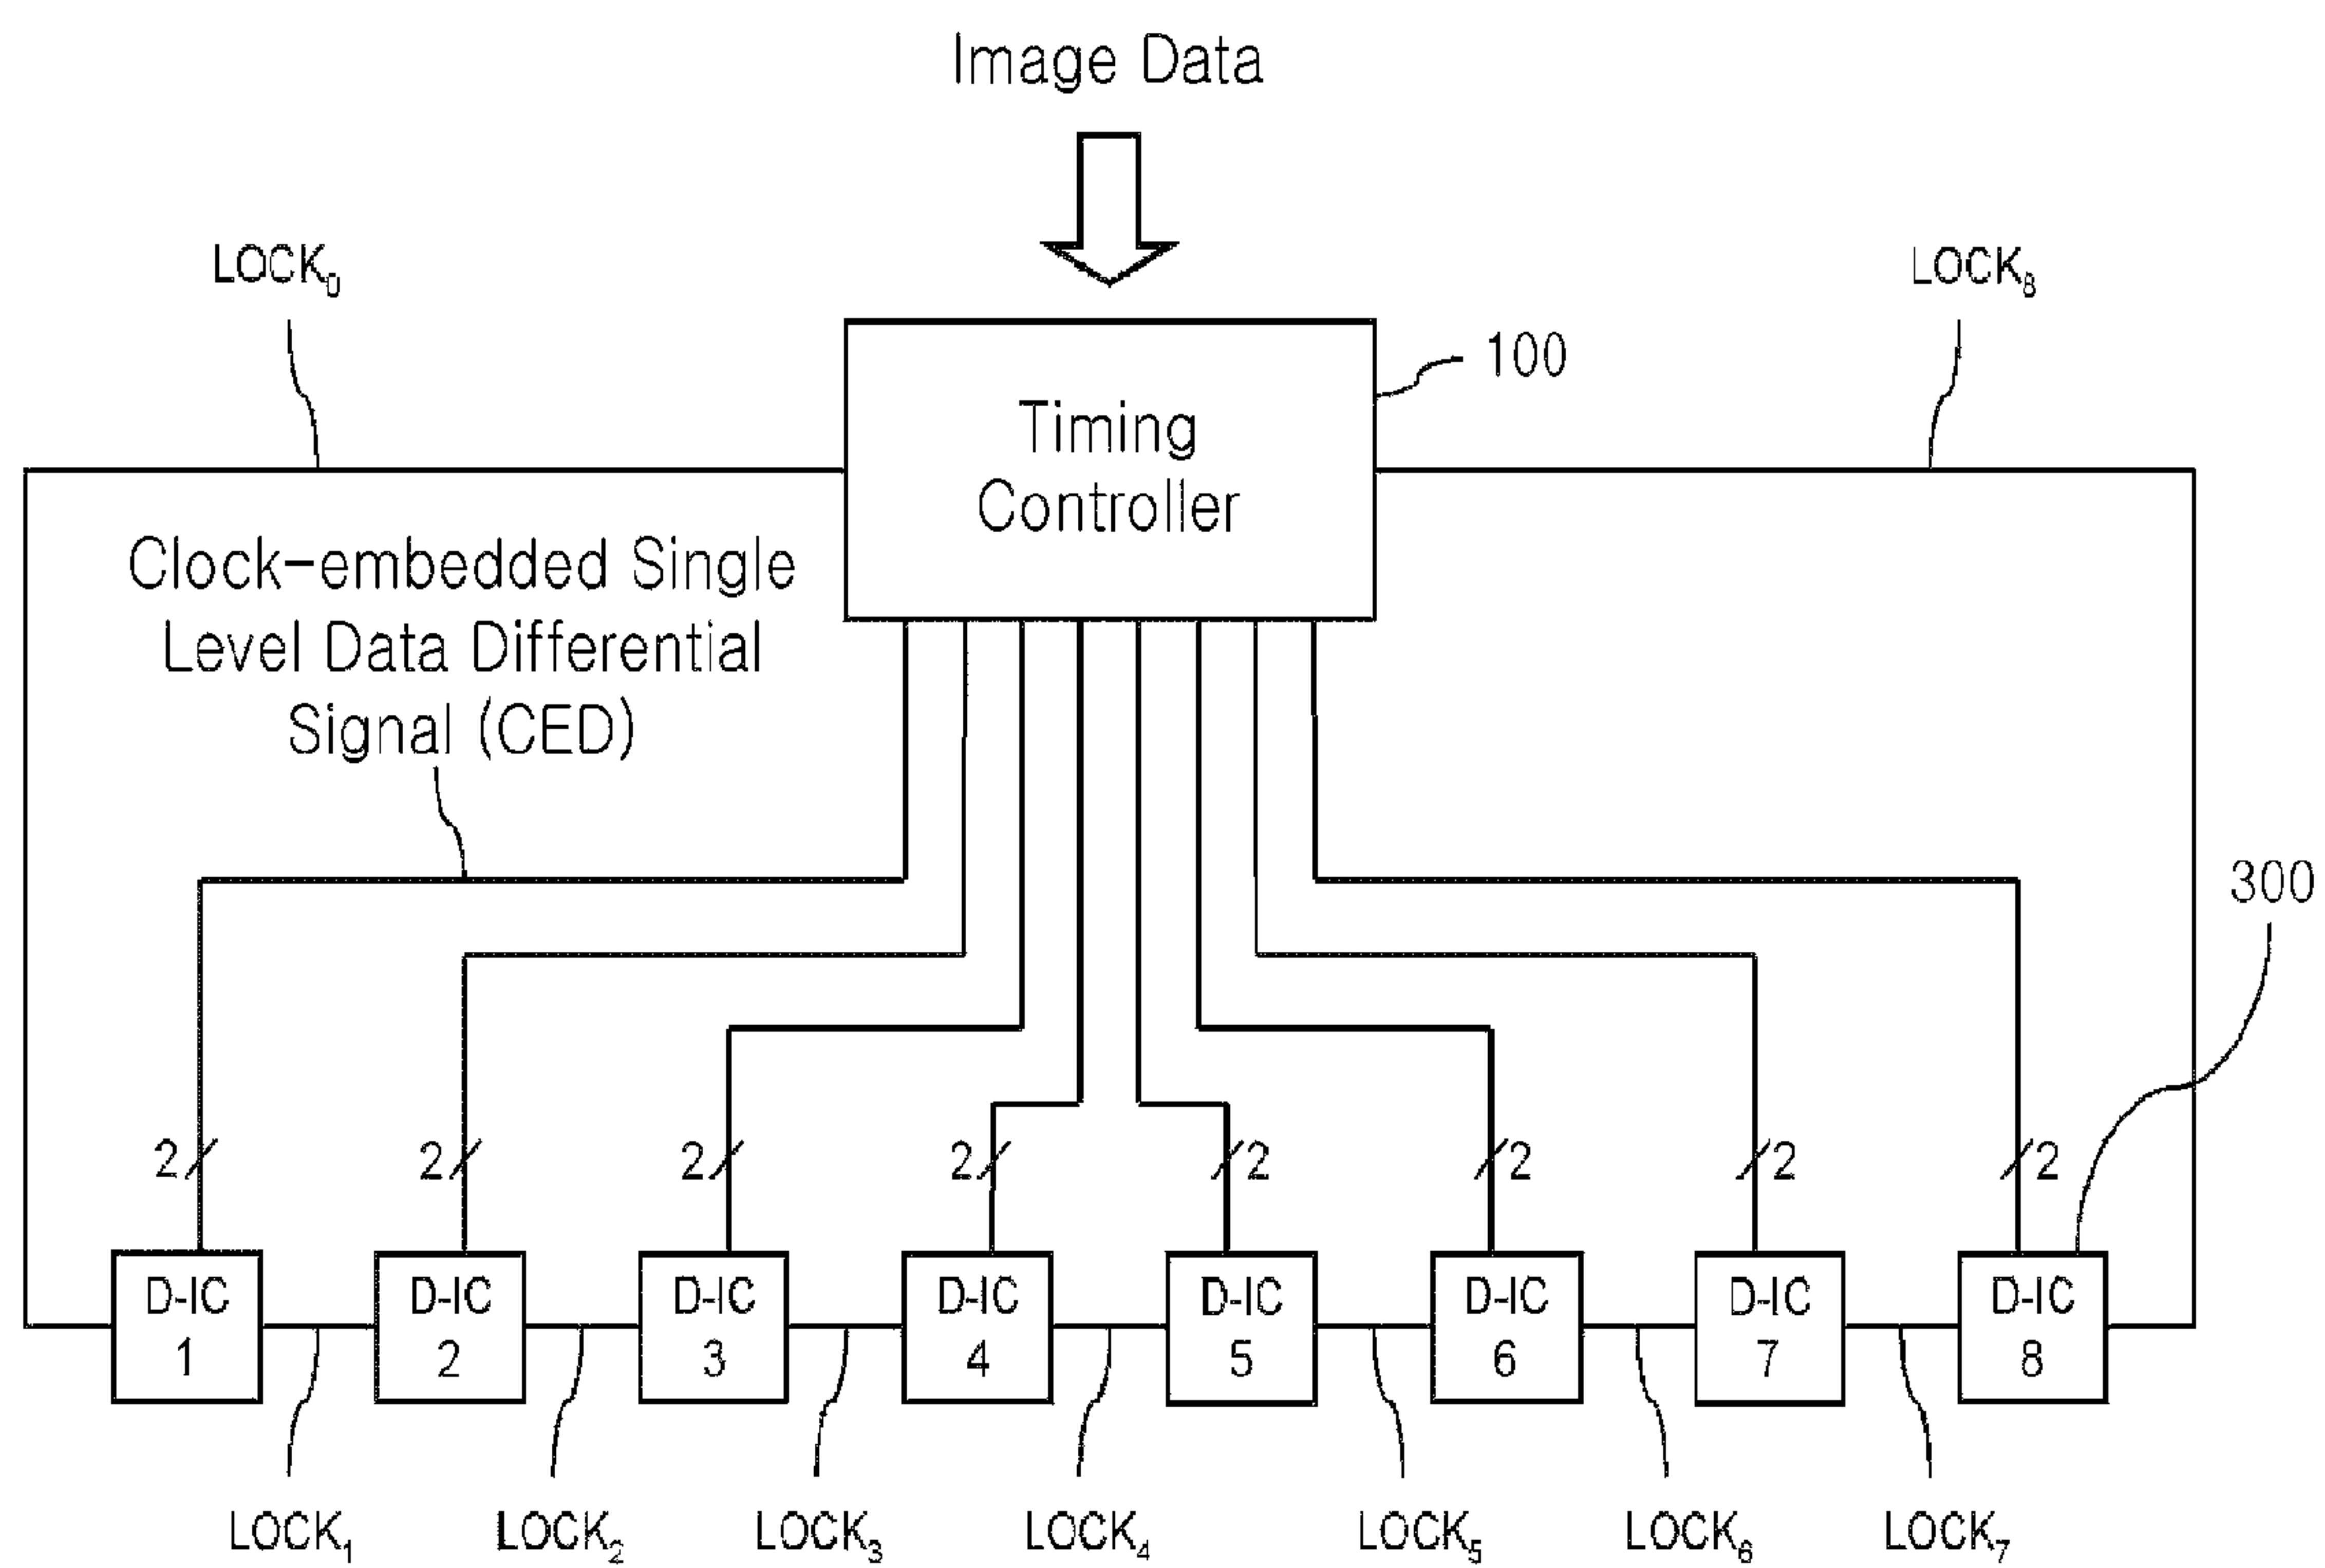 Image Data
LOCK₀
LOCK₈
100
Timing
Controller
Clock-embedded Single
Level Data Differential
Signal (CED)
300
2 2 2 2 2 2 2 2
D-IC D-IC D-IC D-IC D-IC D-IC D-IC D-IC
1 2 3 4 5 6 7 8
LOCK₁ LOCK₂ LOCK₃ LOCK₄ LOCK₅ LOCK₆ LOCK₇